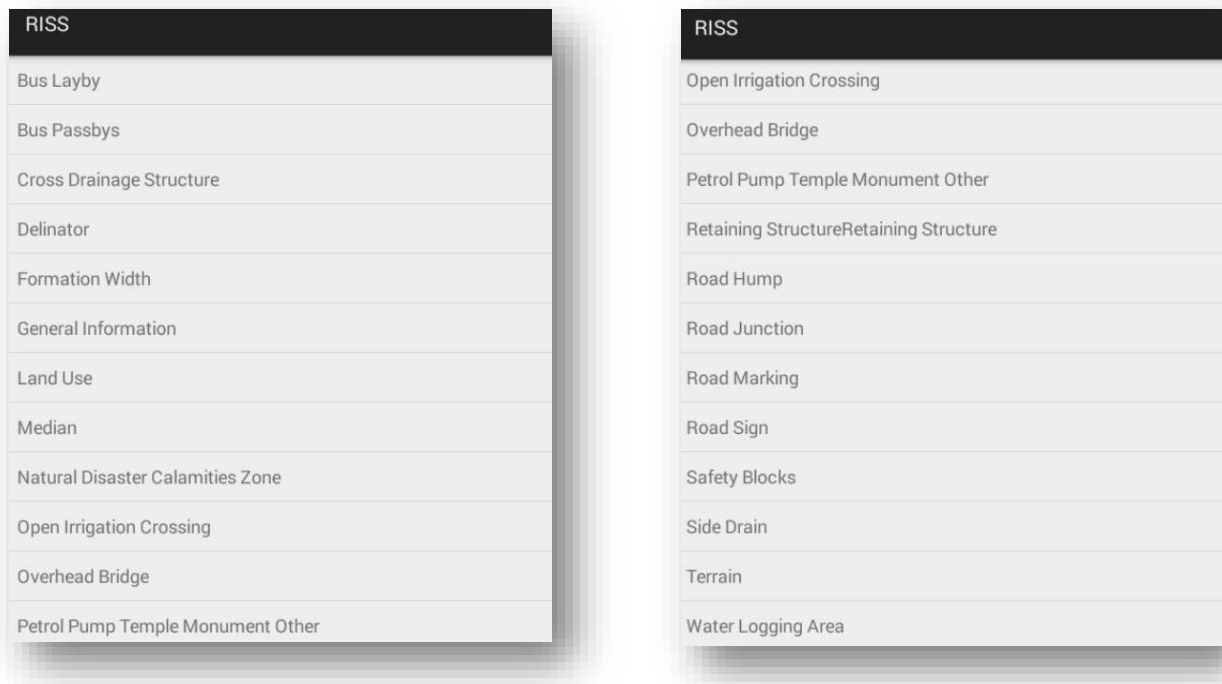 RISS
Bus Layby
Bus Passbys
Cross Drainage Structure
Delinator
Formation Width
General Information
Land Use
Median
Natural Disaster Calamities Zone
Open Irrigation Crossing
Overhead Bridge
Petrol Pump Temple Monument Other
RISS
Open Irrigation Crossing
Overhead Bridge
Petrol Pump Temple Monument Other
Retaining StructureRetaining Structure
Road Hump
Road Junction
Road Marking
Road Sign
Safety Blocks
Side Drain
Terrain
Water Logging Area